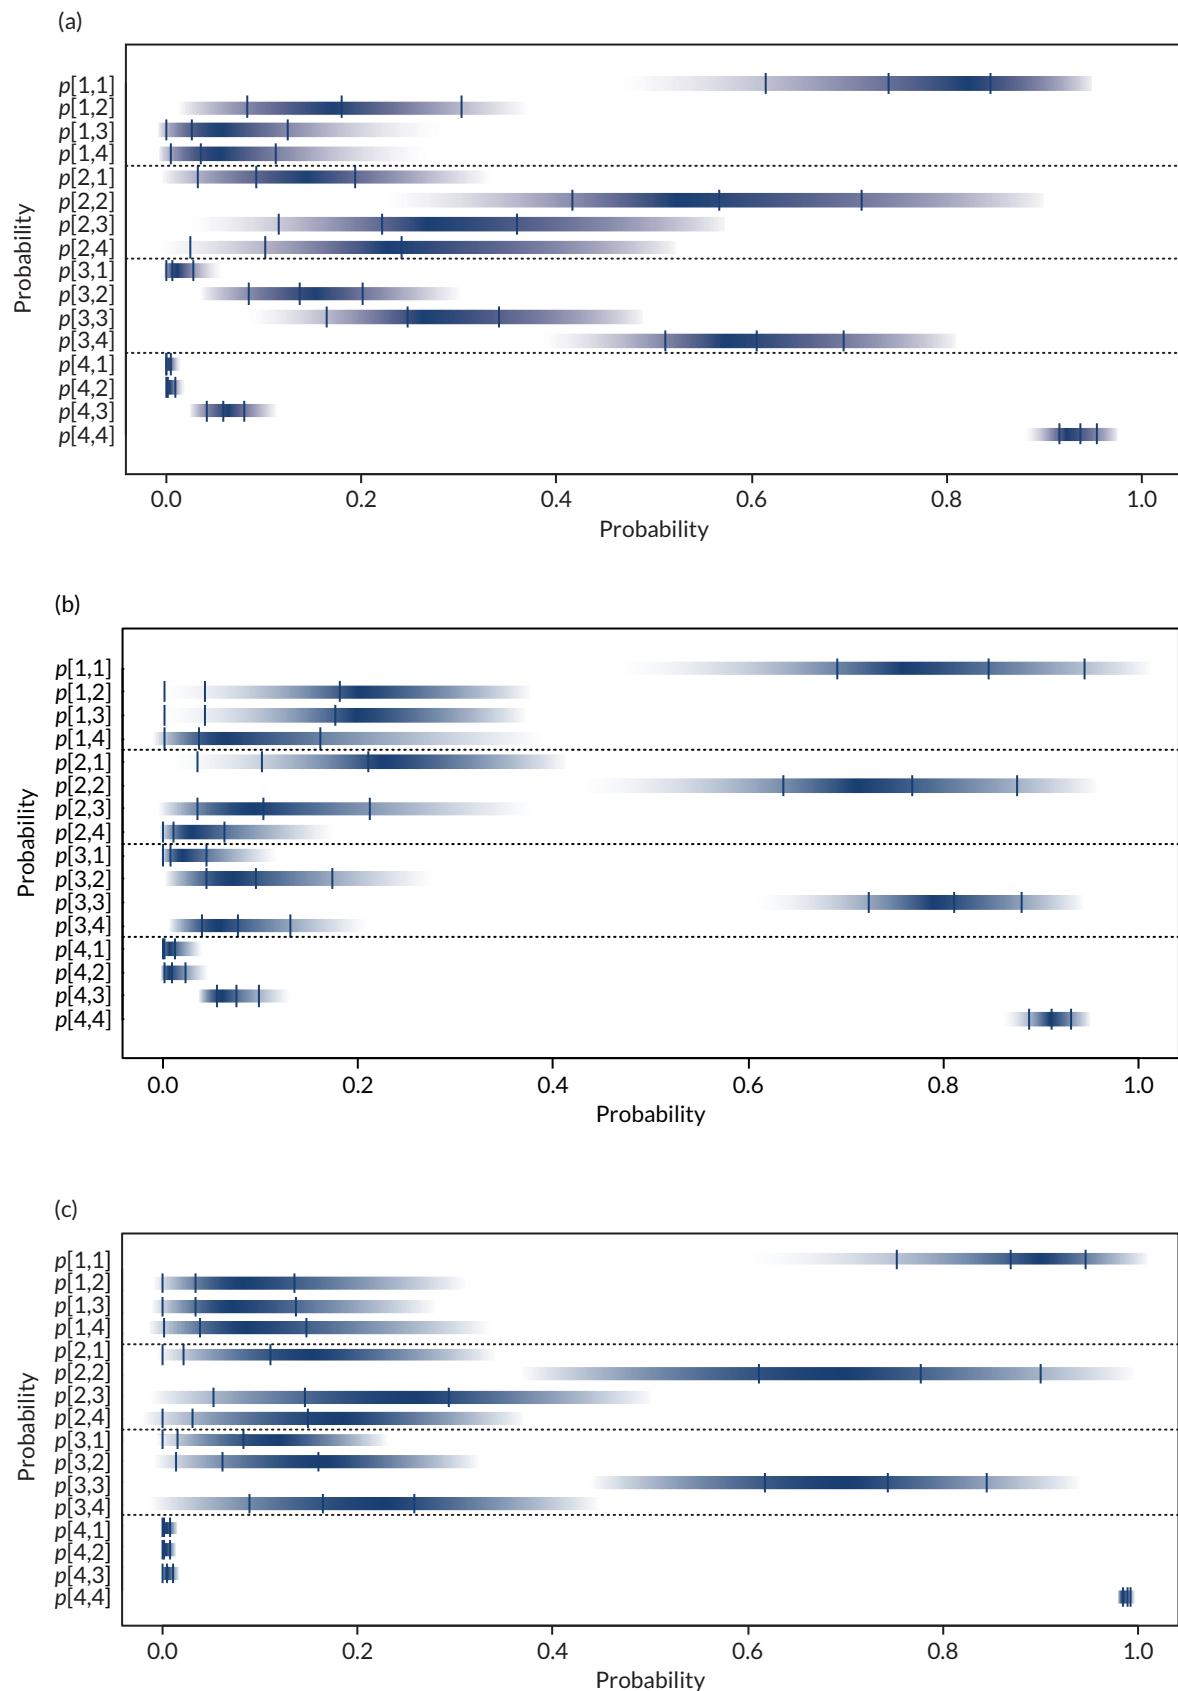 (a)
Probability
p[1,1]
p[1,2]
p[1,3]
p[1,4]
p[2,1]
p[2,2]
p[2,3]
p[2,4]
p[3,1]
p[3,2]
p[3,3]
p[3,4]
p[4,1]
p[4,2]
p[4,3]
p[4,4]
0.0 0.2 0.4 0.6 0.8 1.0
Probability
(b)
Probability
p[1,1]
p[1,2]
p[1,3]
p[1,4]
p[2,1]
p[2,2]
p[2,3]
p[2,4]
p[3,1]
p[3,2]
p[3,3]
p[3,4]
p[4,1]
p[4,2]
p[4,3]
p[4,4]
0.0 0.2 0.4 0.6 0.8 1.0
Probability
(c)
Probability
p[1,1]
p[1,2]
p[1,3]
p[1,4]
p[2,1]
p[2,2]
p[2,3]
p[2,4]
p[3,1]
p[3,2]
p[3,3]
p[3,4]
p[4,1]
p[4,2]
p[4,3]
p[4,4]
0.0 0.2 0.4 0.6 0.8 1.0
Probability